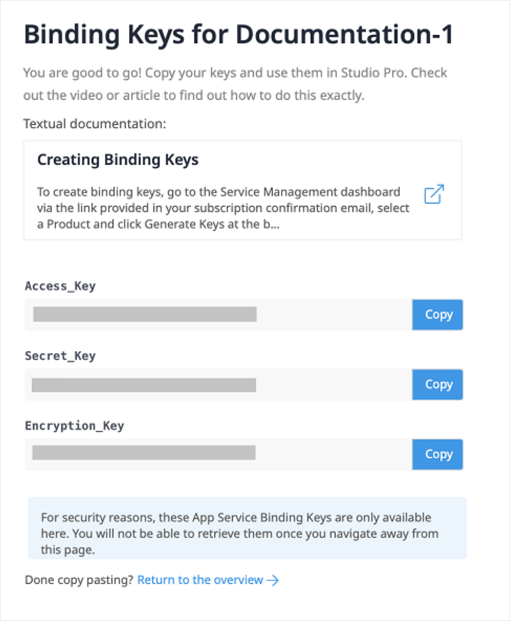 Binding Keys for Documentation-1
You are good to go! Copy your keys and use them in Studio Pro. Check
out the video or article to find out how to do this exactly.
Textual documentation:
Creating Binding Keys
To create binding keys, go to the Service Management dashboard
via the link provided in your subscription confirmation email, select
a Product and click Generate Keys at the b...
Access_Key
Copy
Secret_Key
Copy
Encryption_Key
Copy
For security reasons, these App Service Binding Keys are only available
here. You will not be able to retrieve them once you navigate away from
this page.
Done copy pasting? Return to the overview →